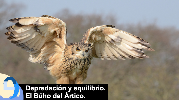 Depredación y equilibrio.
El Búho del Ártico.